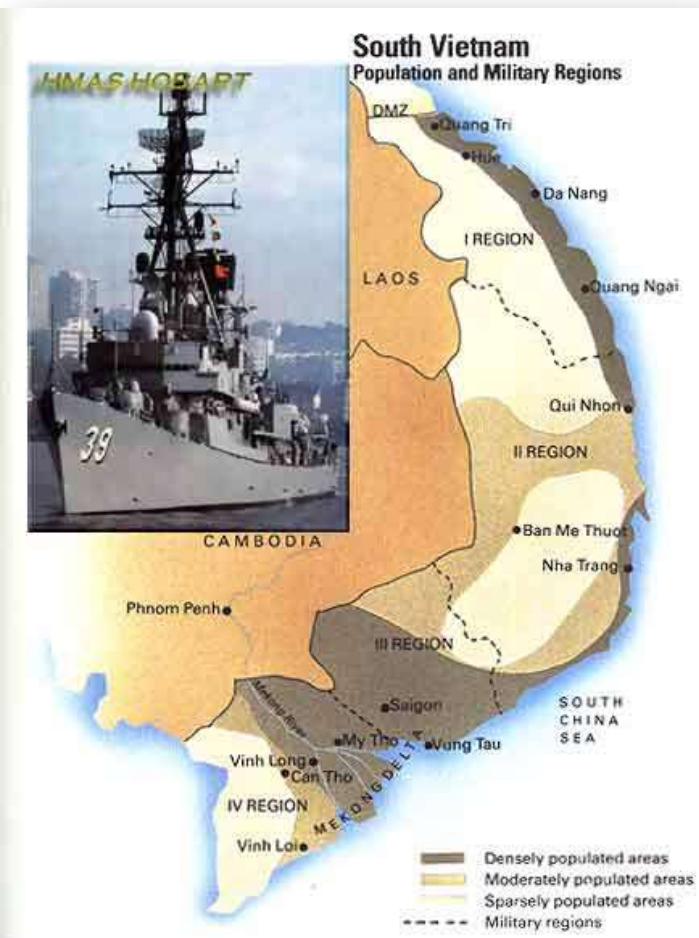 South Vietnam
Population and Military Regions
HMAS HOBART
39
DMZ
Quang Tri
Hue
Da Nang
I REGION
LAOS
Quang Ngai
Qui Nhon
II REGION
Ban Me Thuot
CAMBODIA
Nha Trang
Phnom Penh
III REGION
Mekong River
Saigon
SOUTH
CHINA
SEA
My Tho
Vung Tau
Vinh Long
Can Tho
MEKONG DELTA
IV REGION
Vinh Loi
Densely populated areas
Moderately populated areas
Sparsely populated areas
Military regions